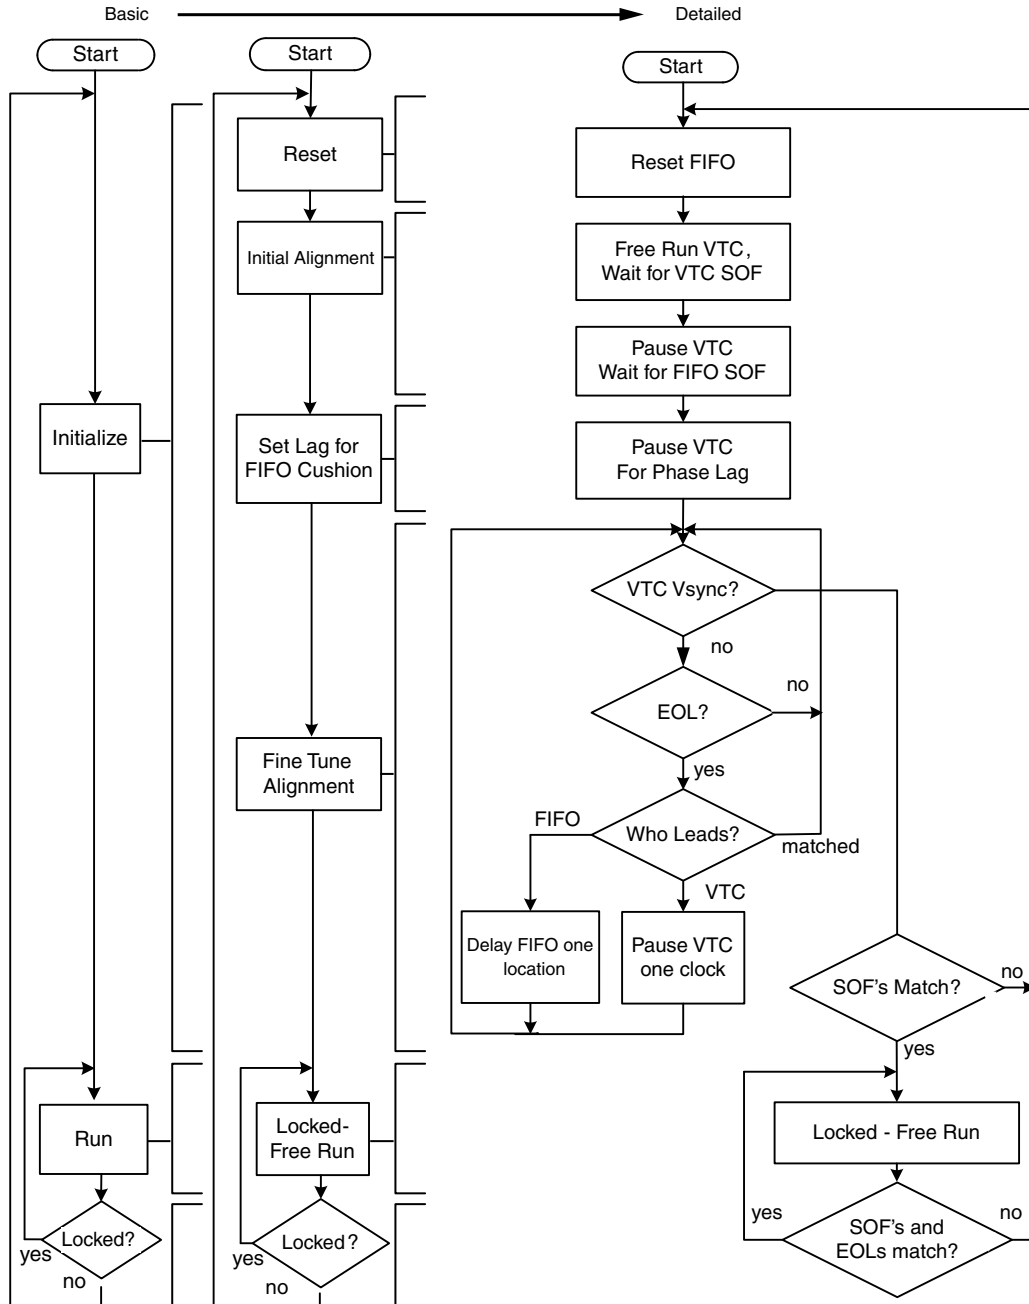 Basic
Detailed
Start
Initialize
Run
Locked?
yes
no
Start
Reset
Initial Alignment
Set Lag for
FIFO Cushion
Fine Tune
Alignment
Locked-
Free Run
Locked?
yes
no
Start
Reset FIFO
Free Run VTC,
Wait for VTC SOF
Pause VTC
Wait for FIFO SOF
Pause VTC
For Phase Lag
VTC Vsync?
no
EOL?
no
yes
Who Leads?
FIFO
matched
VTC
Delay FIFO one
location
Pause VTC
one clock
SOF's Match?
no
yes
Locked - Free Run
SOF's and
EOLs match?
yes
no